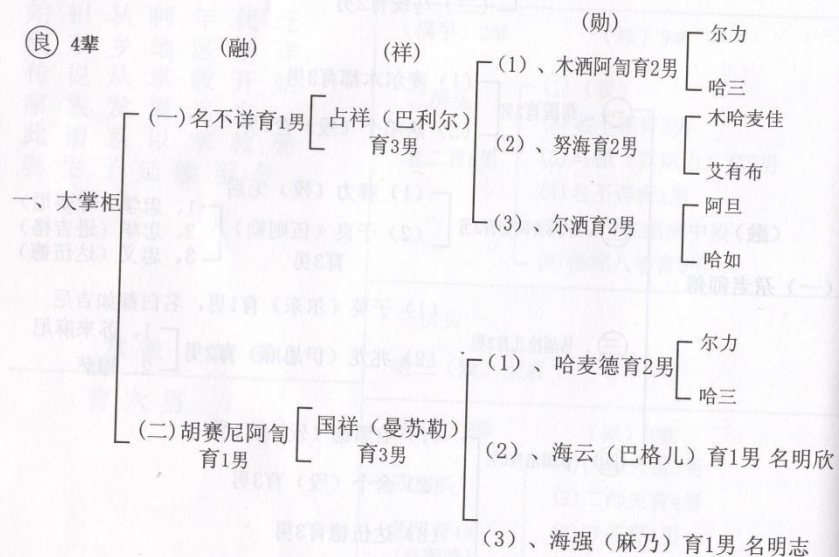 良 4辈
(融)
(祥)
(勋)
一、大掌柜
(一)名不详育1男
占祥（巴利尔）
育3男
(1)、木洒阿訇育2男
尔力
哈三
(2)、努海育2男
木哈麦佳
艾有布
(3)、 尔洒育2男
阿旦
哈如
(二)胡赛尼阿訇
育1男
国祥（曼苏勒）
育3男
(1)、哈麦德育2男
尔力
哈三
(2)、海云（巴格儿）育1男 名明欣
(3)、海强（麻乃）育1男 名明志